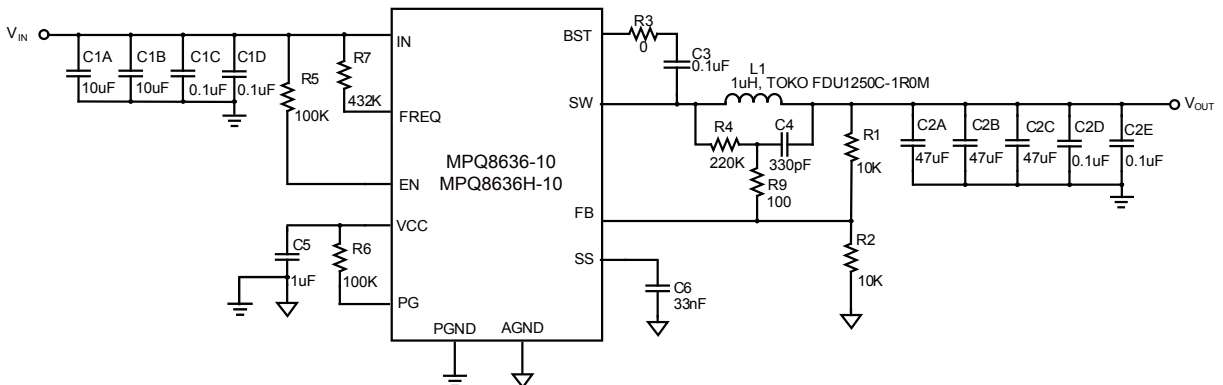 VIN
C1A
10uF
C1B
10uF
C1C
0.1uF
C1D
0.1uF
R5
100K
R7
432K
IN
FREQ
EN
VCC
PG
PGND
AGND
MPQ8636-10
MPQ8636H-10
BST
SW
FB
SS
R3
0
C3
0.1uF
L1
1uH, TOKO FDU1250C-1R0M
R4
220K
C4
330pF
R9
100
R1
10K
R2
10K
C2A
47uF
C2B
47uF
C2C
47uF
C2D
0.1uF
C2E
0.1uF
VOUT
C5
1uF
R6
100K
C6
33nF